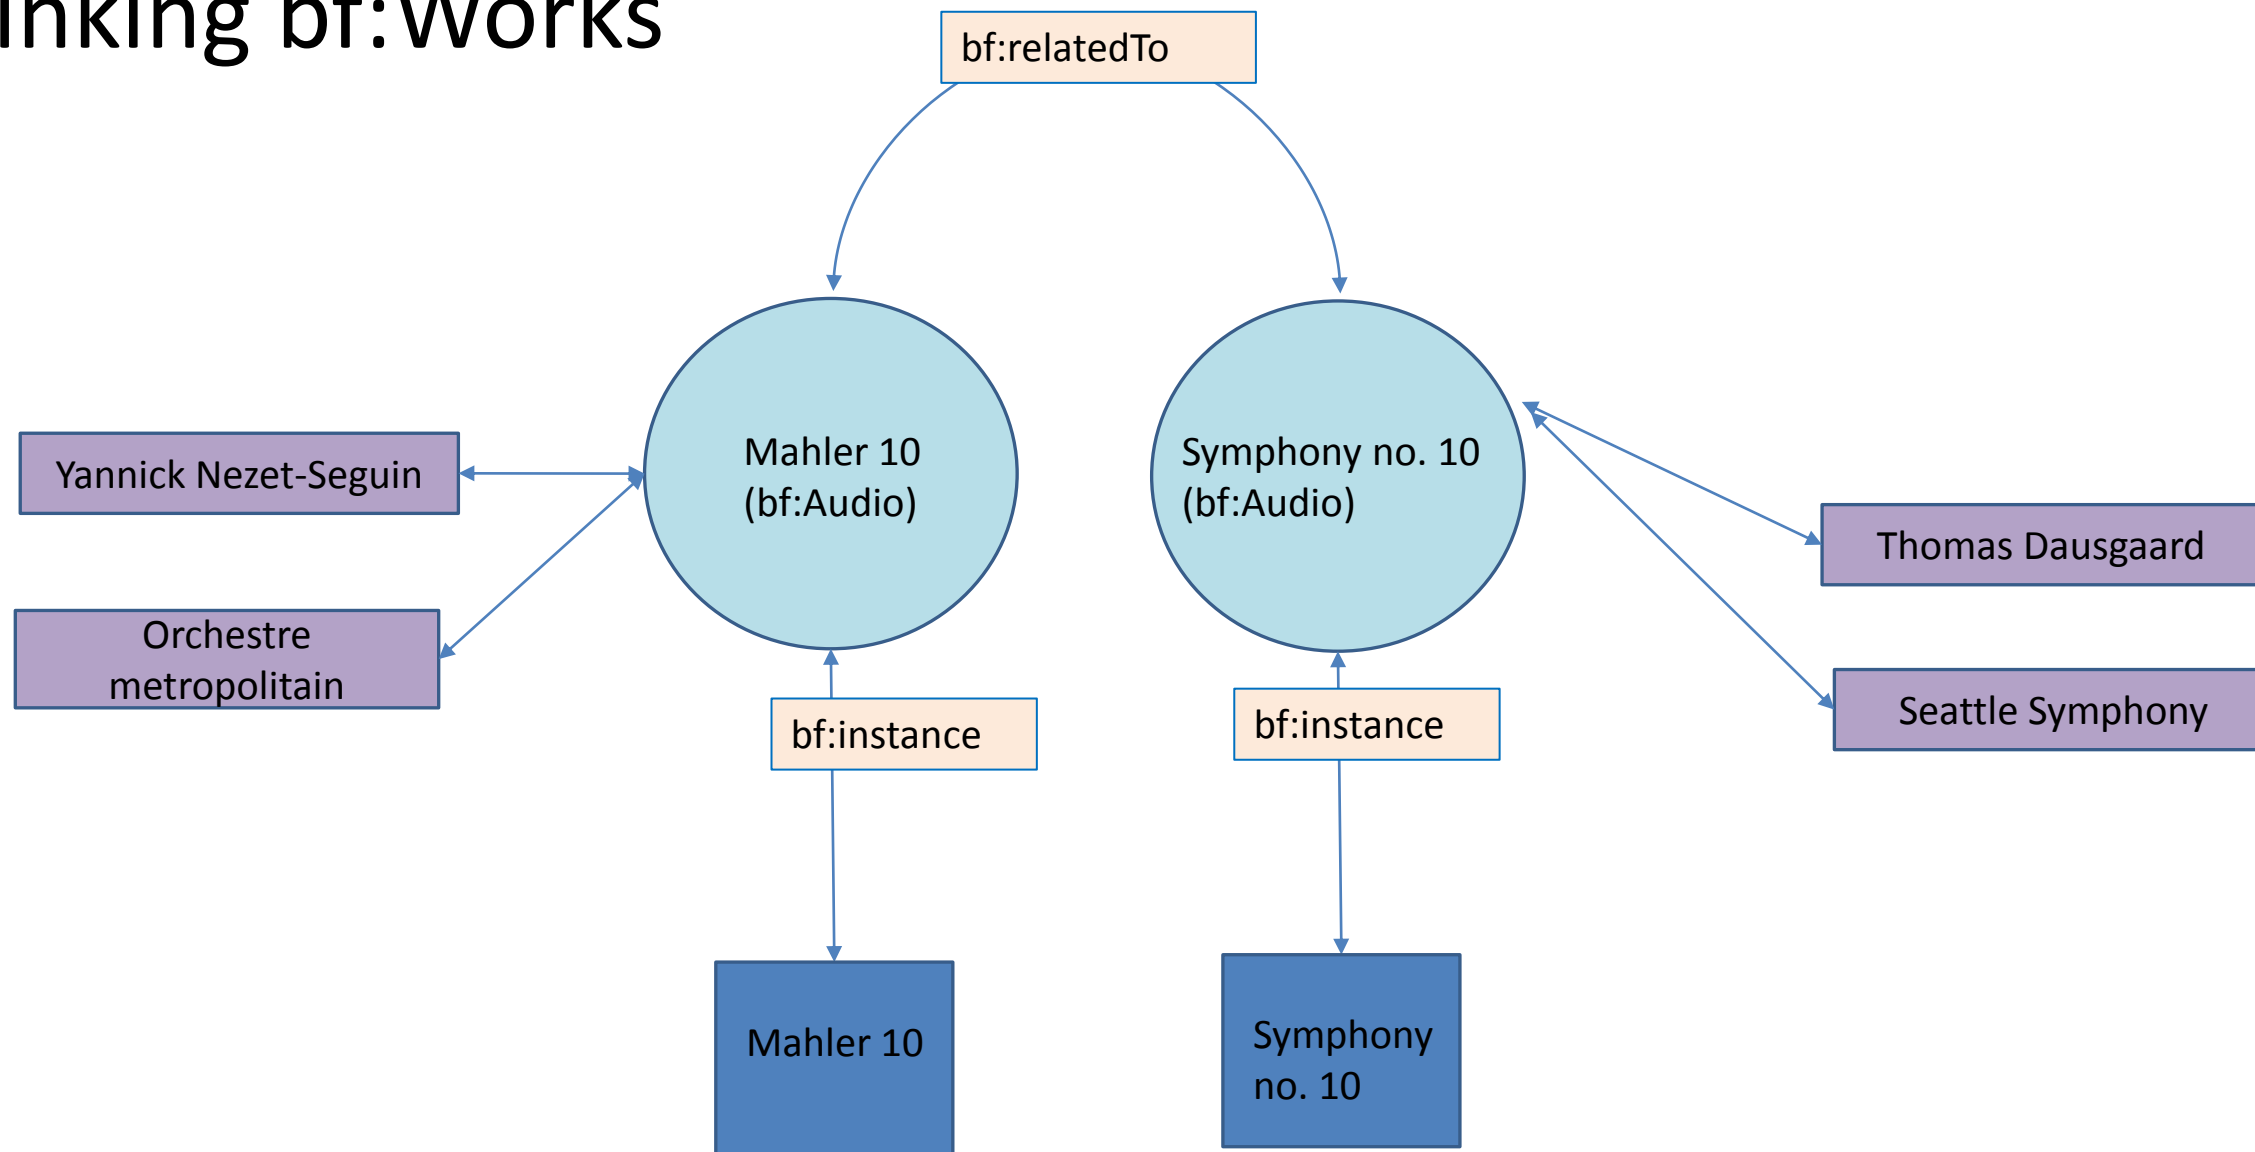 inking bf:Works
bf:relatedTo
Mahler 10
(bf:Audio)
Symphony no. 10
(bf:Audio)
Yannick Nezet-Seguin
Orchestre
metropolitain
Thomas Dausgaard
Seattle Symphony
bf:instance
bf:instance
Mahler 10
Symphony
no. 10